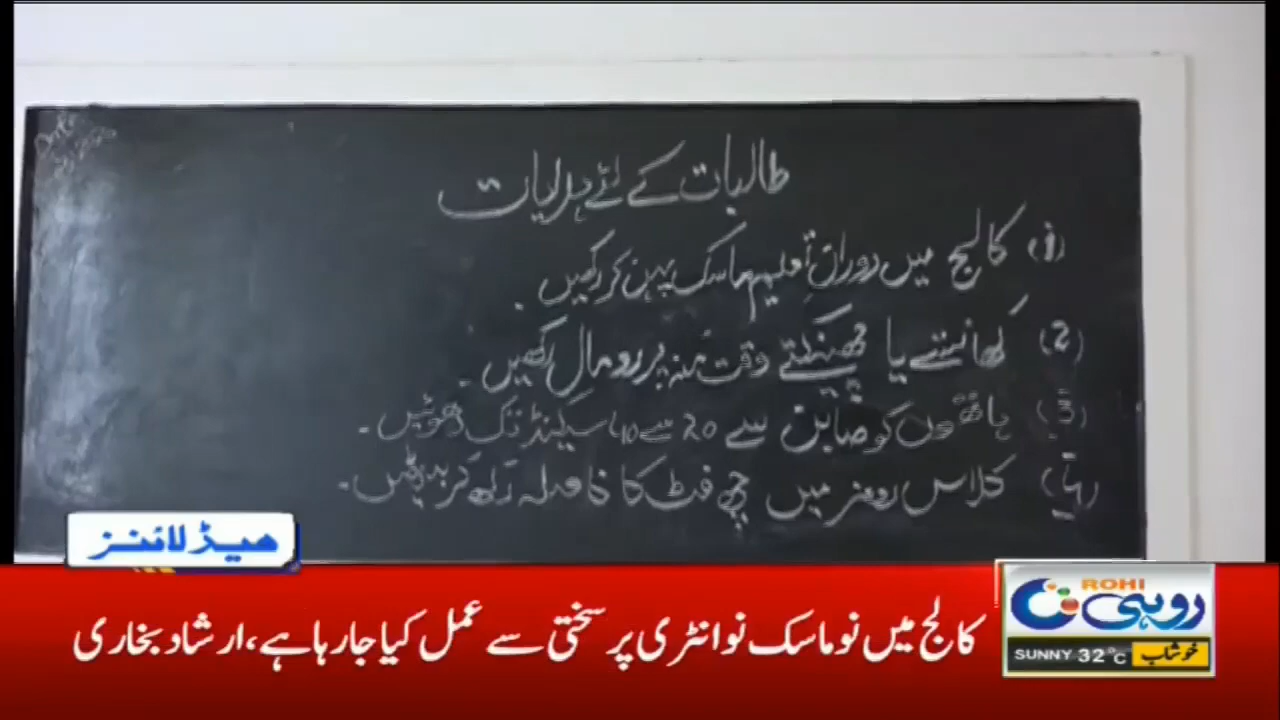 طالبات کے لئے ہدایات
(1) کالج میں دوران تعلیم ماسک پہن کر رکھیں۔
(2) کھانستے یا چھینکتے وقت منہ پر رومال رکھیں۔
(3) ہاتھوں کو صابن سے 20 سے 40 سیکنڈ تک دھوئیں۔
(4) کلاس رومز میں چھ فٹ کا فاصلہ رکھ کر بیٹھیں۔
ہیڈلائنز
کالج میں نو ماسک نو انٹری پر سختی سے عمل کیا جا رہا ہے، ارشاد بخاری
ROHI
روہی
SUNNY 32°C خوشاب